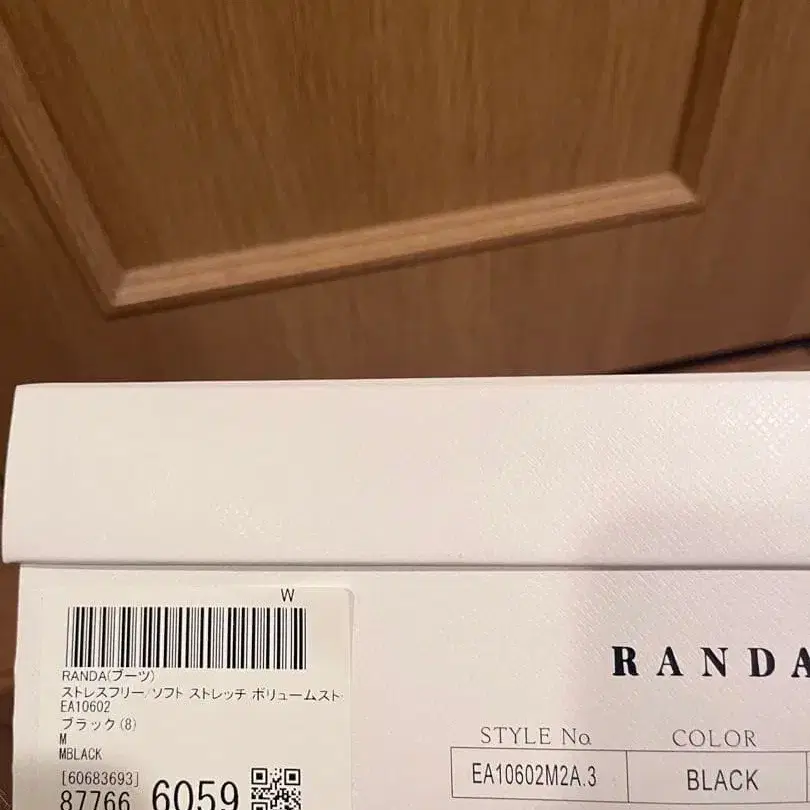 W
RANDA(ブーツ)
ストレスフリー/ソフト ストレッチ ボリュームスト
EA10602
ブラック(8)
M
MBLACK
[60683693]
87766 6059
RANDA
STYLE No. COLOR
EA10602M2A.3 BLACK